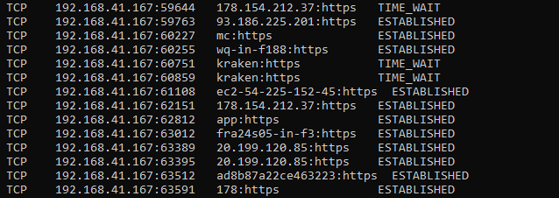 TCP 192.168.41.167:59644 178.154.212.37:https TIME_WAIT
TCP 192.168.41.167:59763 93.186.225.201:https ESTABLISHED
TCP 192.168.41.167:60227 mc:https ESTABLISHED
TCP 192.168.41.167:60255 wq-in-f188:https ESTABLISHED
TCP 192.168.41.167:60751 kraken:https TIME_WAIT
TCP 192.168.41.167:60859 kraken:https TIME_WAIT
TCP 192.168.41.167:61108 ec2-54-225-152-45:https ESTABLISHED
TCP 192.168.41.167:62151 178.154.212.37:https ESTABLISHED
TCP 192.168.41.167:62812 app:https ESTABLISHED
TCP 192.168.41.167:63012 fra24s05-in-f3:https ESTABLISHED
TCP 192.168.41.167:63389 20.199.120.85:https ESTABLISHED
TCP 192.168.41.167:63395 20.199.120.85:https ESTABLISHED
TCP 192.168.41.167:63512 ad8b87a22ce463223:https ESTABLISHED
TCP 192.168.41.167:63591 178:https ESTABLISHED